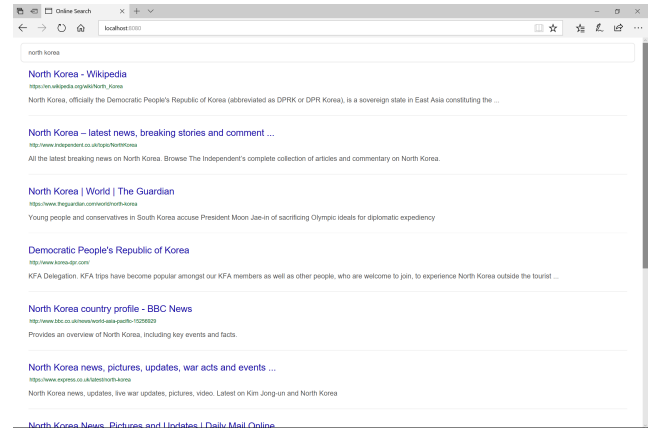 Online Search
localhost:8080
north korea
North Korea - Wikipedia
https://en.wikipedia.org/wiki/North_Korea
North Korea, officially the Democratic People's Republic of Korea (abbreviated as DPRK or DPR Korea), is a sovereign state in East Asia constituting the ...
North Korea – latest news, breaking stories and comment ...
http://www.independent.co.uk/topic/NorthKorea
All the latest breaking news on North Korea. Browse The Independent's complete collection of articles and commentary on North Korea.
North Korea | World | The Guardian
https://www.theguardian.com/world/north-korea
Young people and conservatives in South Korea accuse President Moon Jae-in of sacrificing Olympic ideals for diplomatic expediency
Democratic People's Republic of Korea
http://www.korea-dpr.com/
KFA Delegation. KFA trips have become popular amongst our KFA members as well as other people, who are welcome to join, to experience North Korea outside the tourist ...
North Korea country profile - BBC News
http://www.bbc.co.uk/news/world-asia-pacific-15256929
Provides an overview of North Korea, including key events and facts.
North Korea news, pictures, updates, war acts and events ...
https://www.express.co.uk/latest/north-korea
North Korea news, updates, live war updates, pictures, video. Latest on Kim Jong-un and North Korea
North Korea News, Pictures and Updates | Daily Mail Online